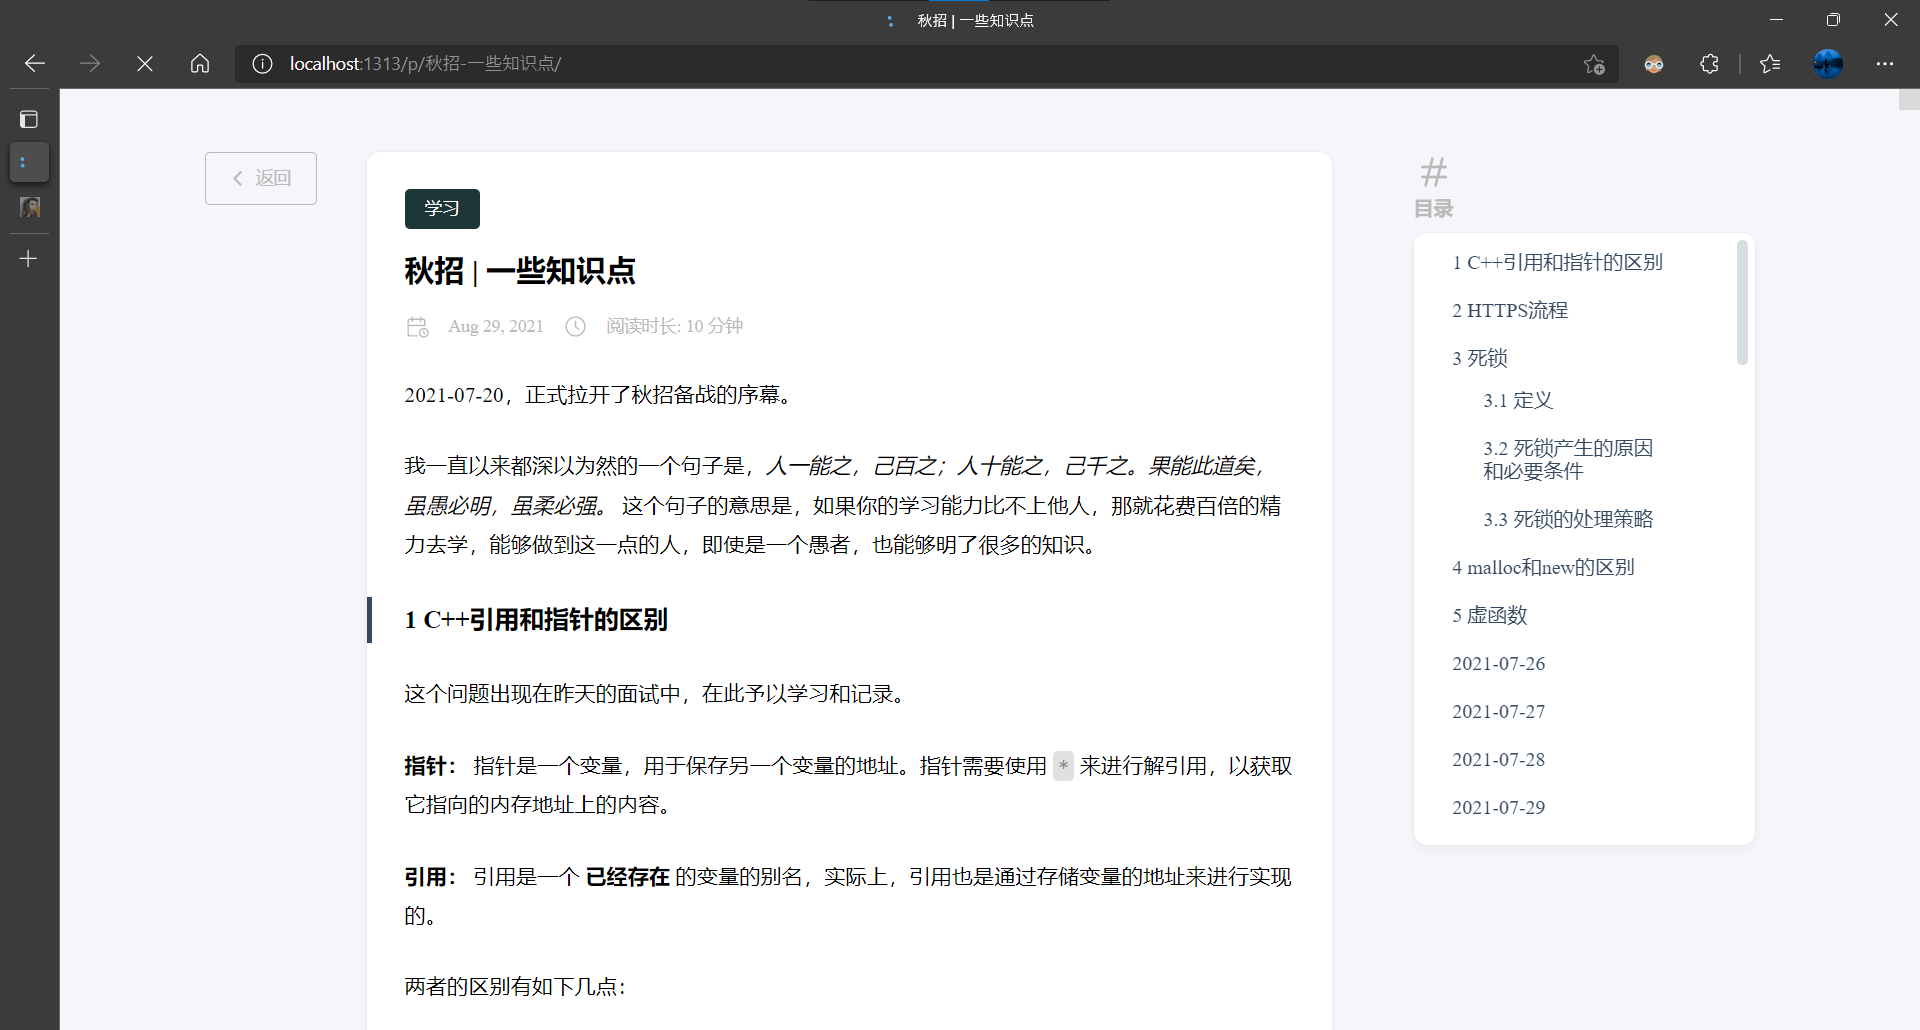 秋招 | 一些知识点
localhost:1313/p/秋招-一些知识点/
返回
学习
秋招 | 一些知识点
Aug 29, 2021 阅读时长: 10 分钟
2021-07-20，正式拉开了秋招备战的序幕。
我一直以来都深以为然的一个句子是，人一能之，己百之；人十能之，己千之。果能此道矣，
虽愚必明，虽柔必强。 这个句子的意思是，如果你的学习能力比不上他人，那就花费百倍的精
力去学，能够做到这一点的人，即使是一个愚者，也能够明了很多的知识。
1 C++引用和指针的区别
这个问题出现在昨天的面试中，在此予以学习和记录。
指针： 指针是一个变量，用于保存另一个变量的地址。指针需要使用 * 来进行解引用，以获取
它指向的内存地址上的内容。
引用： 引用是一个 已经存在 的变量的别名，实际上，引用也是通过存储变量的地址来进行实现
的。
两者的区别有如下几点：
#
目录
1 C++引用和指针的区别
2 HTTPS流程
3 死锁
3.1 定义
3.2 死锁产生的原因
和必要条件
3.3 死锁的处理策略
4 malloc和new的区别
5 虚函数
2021-07-26
2021-07-27
2021-07-28
2021-07-29